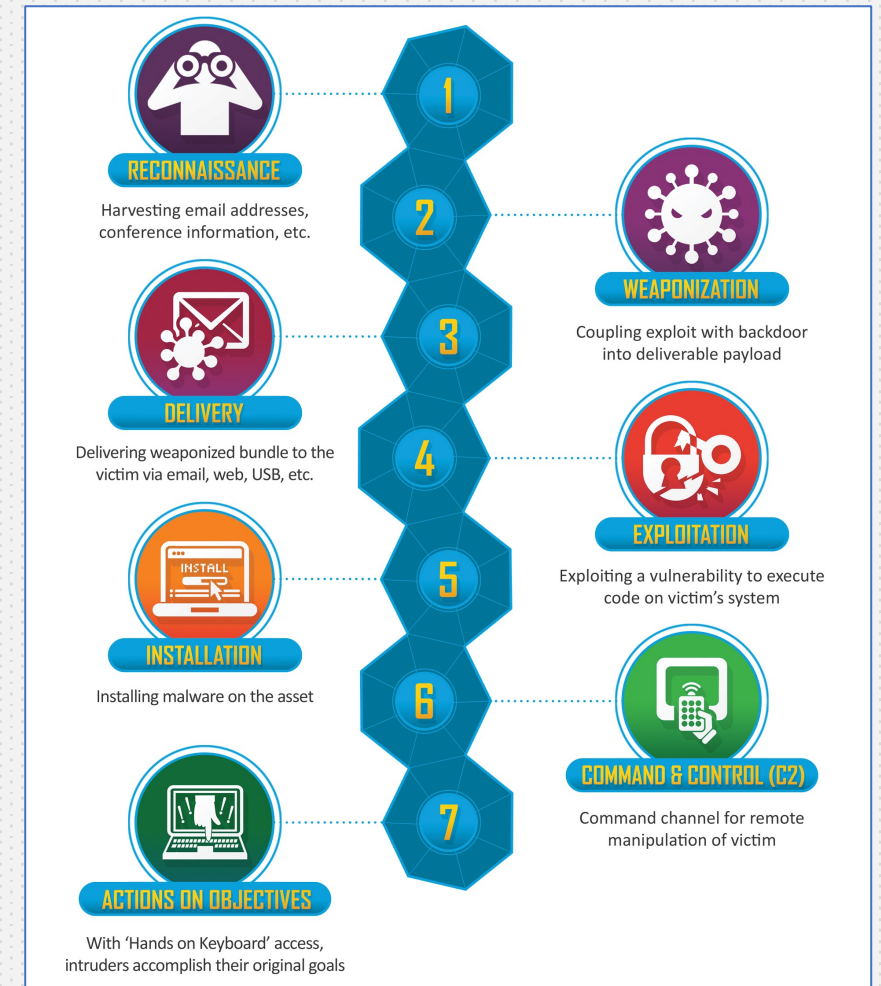 1
RECONNAISSANCE
Harvesting email addresses,
conference information, etc.
2
WEAPONIZATION
Coupling exploit with backdoor
into deliverable payload
3
DELIVERY
Delivering weaponized bundle to the
victim via email, web, USB, etc.
4
EXPLOITATION
Exploiting a vulnerability to execute
code on victim’s system
5
INSTALL
INSTALLATION
Installing malware on the asset
6
COMMAND & CONTROL (C2)
Command channel for remote
manipulation of victim
7
ACTIONS ON OBJECTIVES
With ‘Hands on Keyboard’ access,
intruders accomplish their original goals